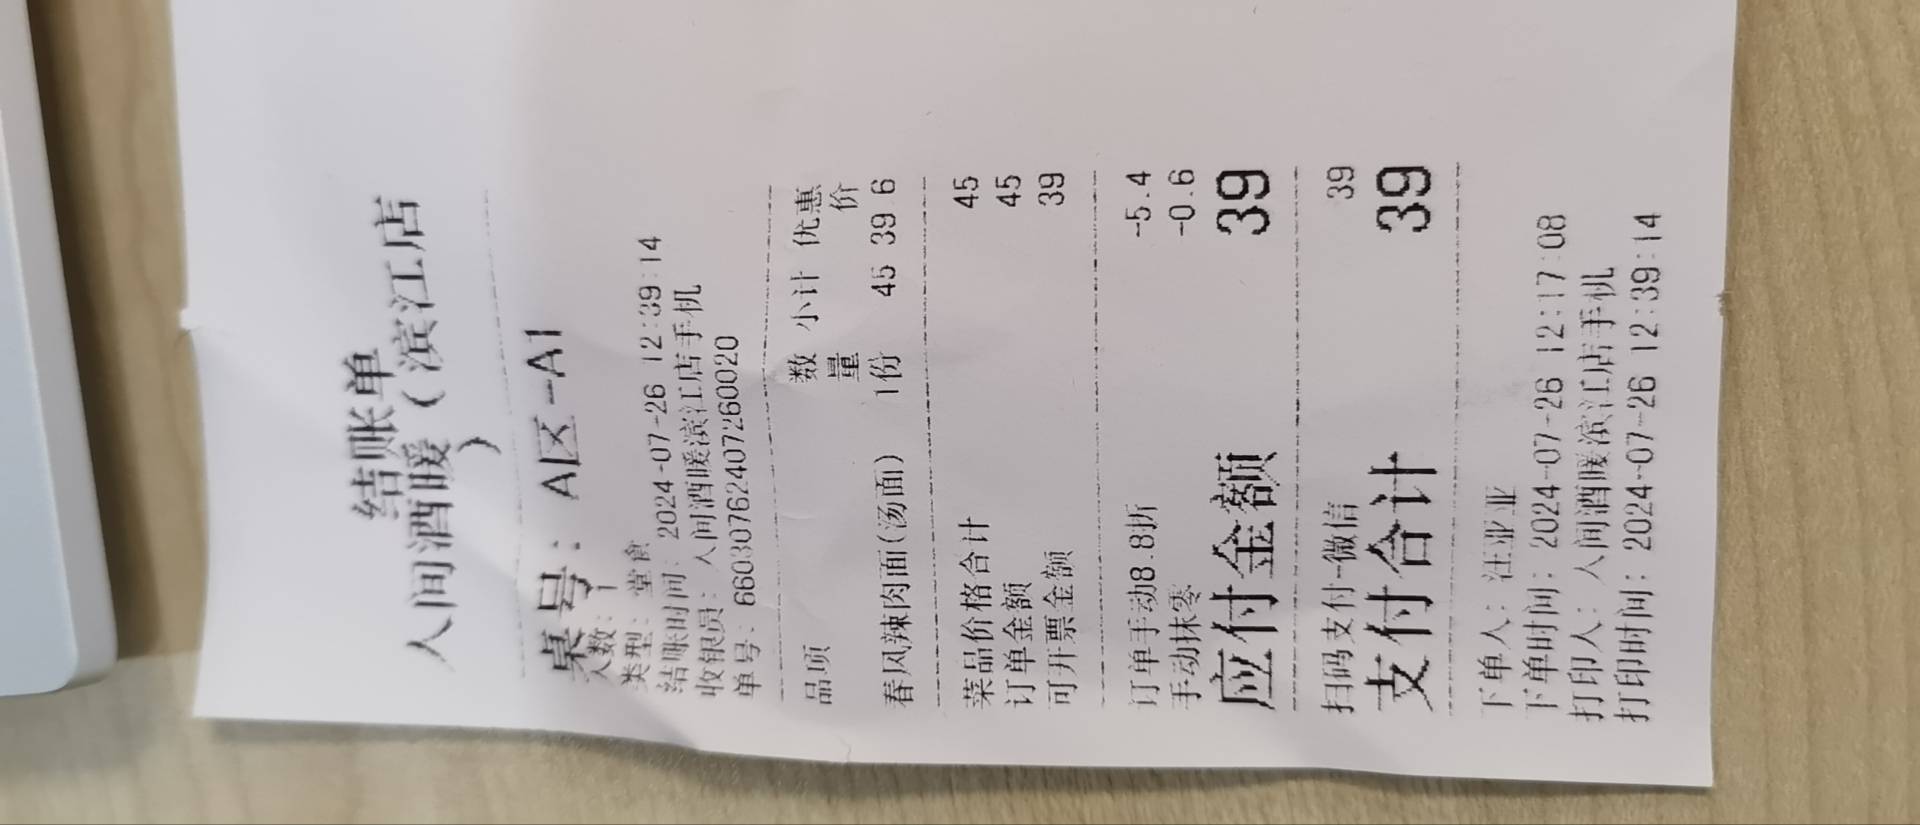 结账单
人间酒暖（滨江店
）
桌号：A区-A1
人数：1
类型：堂食
结账时间：2024-07-26 12:39:14
收银员：人间酒暖滨江店手机
单号：660307622407260020
品项 数量 小计 优惠价
春风辣肉面(汤面) 1份 45 39 6
菜品价格合计 45
订单金额 45
可开票金额 39
订单手动8.8折 -5.4
手动抹零 -0.6
应付金额 39
扫码支付-微信 39
支付合计 39
下单人：汪亚亚
下单时间：2024-07-26 12:17:08
打印人：人间酒暖滨江店手机
打印时间：2024-07-26 12:39:14